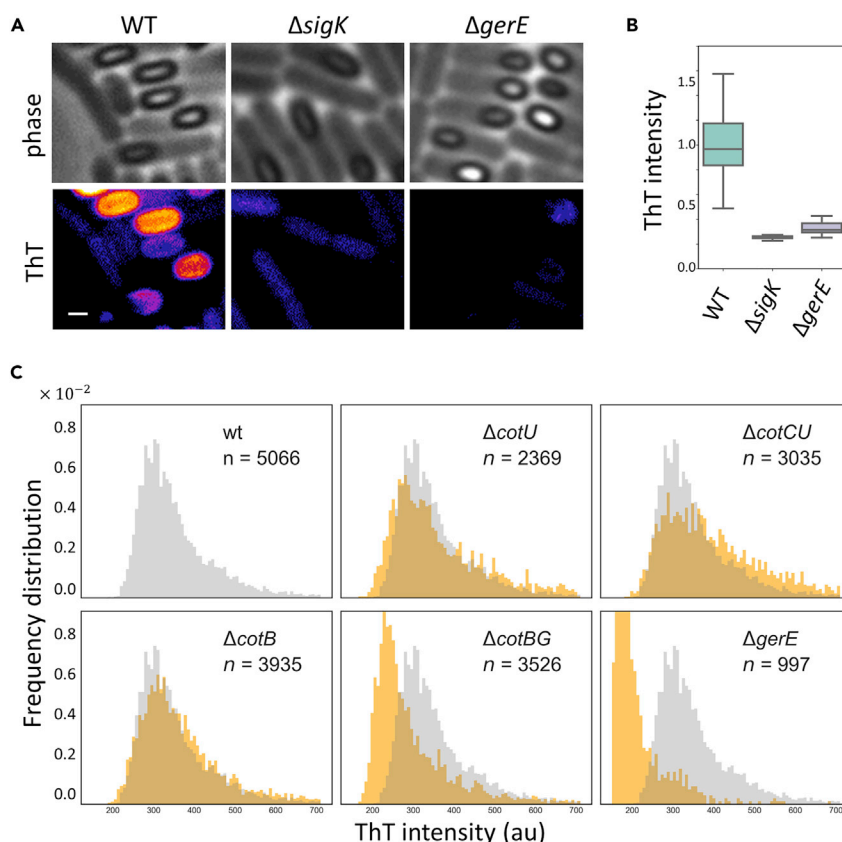 A
WT
ΔsigK
ΔgerE
phase
ThT
B
ThT intensity
1.5
1.0
0.5
0.0
WT
ΔsigK
ΔgerE
C
× 10⁻²
Frequency distribution
0.8
0.6
0.4
0.2
0.0
wt
n = 5066
ΔcotU
n = 2369
ΔcotCU
n = 3035
0.8
0.6
0.4
0.2
0.0
ΔcotB
n = 3935
ΔcotBG
n = 3526
ΔgerE
n = 997
200 300 400 500 600 700
200 300 400 500 600 700
200 300 400 500 600 700
ThT intensity (au)